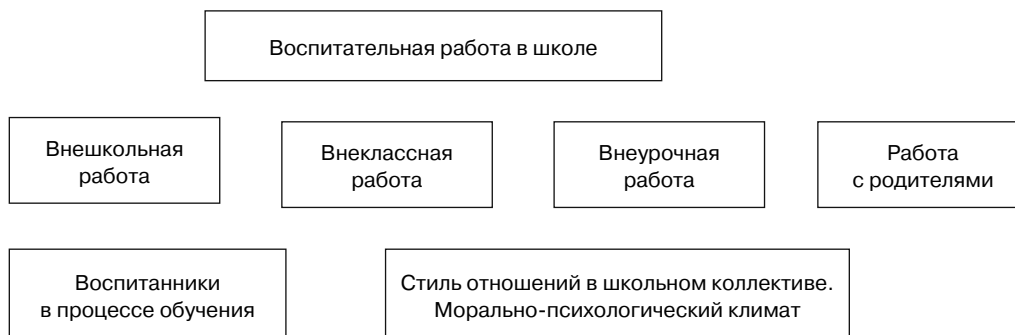 Воспитательная работа в школе
Внешкольная
работа
Внеклассная
работа
Внеурочная
работа
Работа
с родителями
Воспитанники
в процессе обучения
Стиль отношений в школьном коллективе.
Морально-психологический климат